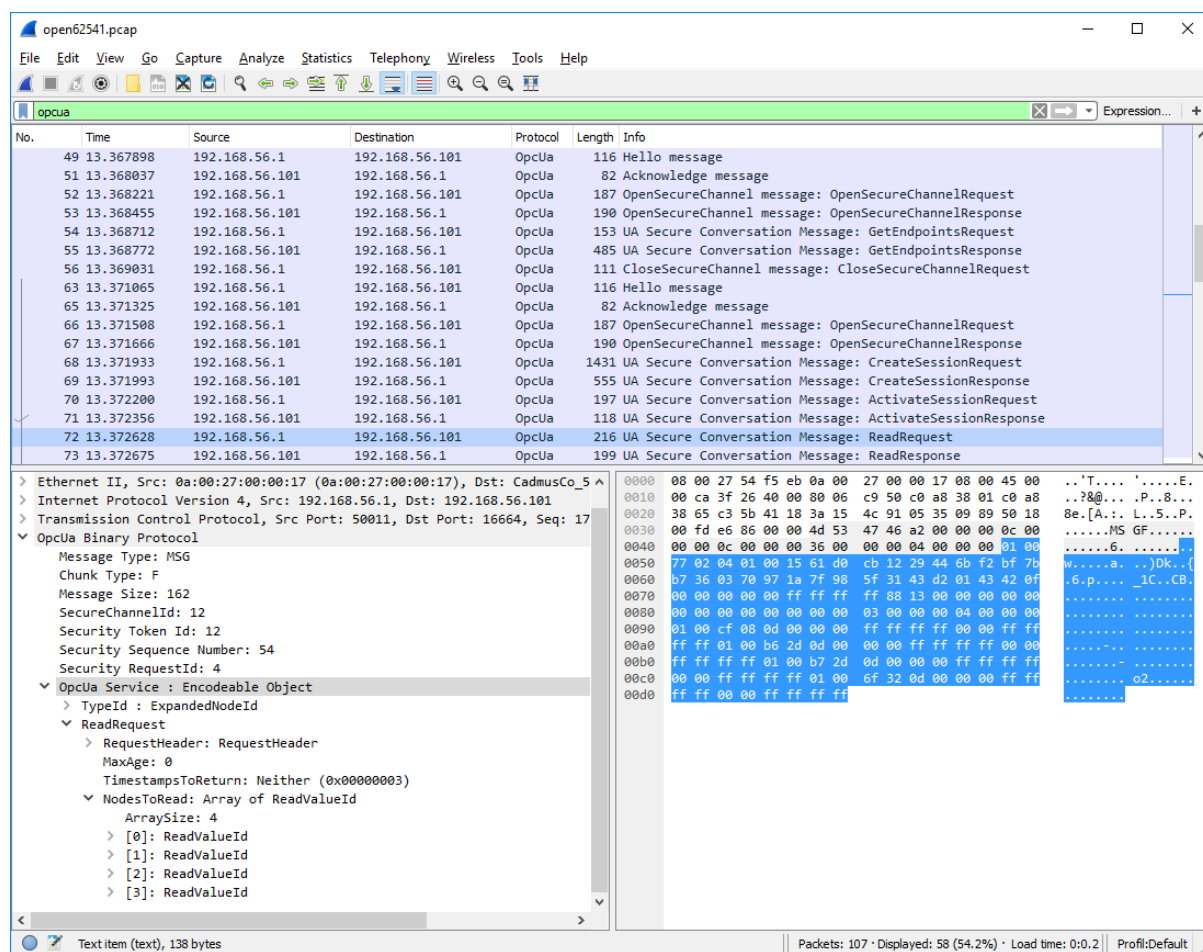 open62541.pcap
File Edit View Go Capture Analyze Statistics Telephony Wireless Tools Help
opcua
Expression... +
No. Time Source Destination Protocol Length Info
49 13.367898 192.168.56.1 192.168.56.101 OpcUa 116 Hello message
51 13.368037 192.168.56.101 192.168.56.1 OpcUa 82 Acknowledge message
52 13.368221 192.168.56.1 192.168.56.101 OpcUa 187 OpenSecureChannel message: OpenSecureChannelRequest
53 13.368455 192.168.56.101 192.168.56.1 OpcUa 190 OpenSecureChannel message: OpenSecureChannelResponse
54 13.368712 192.168.56.1 192.168.56.101 OpcUa 153 UA Secure Conversation Message: GetEndpointsRequest
55 13.368772 192.168.56.101 192.168.56.1 OpcUa 485 UA Secure Conversation Message: GetEndpointsResponse
56 13.369031 192.168.56.1 192.168.56.101 OpcUa 111 CloseSecureChannel message: CloseSecureChannelRequest
63 13.371065 192.168.56.1 192.168.56.101 OpcUa 116 Hello message
65 13.371325 192.168.56.101 192.168.56.1 OpcUa 82 Acknowledge message
66 13.371508 192.168.56.1 192.168.56.101 OpcUa 187 OpenSecureChannel message: OpenSecureChannelRequest
67 13.371666 192.168.56.101 192.168.56.1 OpcUa 190 OpenSecureChannel message: OpenSecureChannelResponse
68 13.371933 192.168.56.1 192.168.56.101 OpcUa 1431 UA Secure Conversation Message: CreateSessionRequest
69 13.371993 192.168.56.101 192.168.56.1 OpcUa 555 UA Secure Conversation Message: CreateSessionResponse
70 13.372200 192.168.56.1 192.168.56.101 OpcUa 197 UA Secure Conversation Message: ActivateSessionRequest
71 13.372356 192.168.56.101 192.168.56.1 OpcUa 118 UA Secure Conversation Message: ActivateSessionResponse
72 13.372628 192.168.56.1 192.168.56.101 OpcUa 216 UA Secure Conversation Message: ReadRequest
73 13.372675 192.168.56.101 192.168.56.1 OpcUa 199 UA Secure Conversation Message: ReadResponse
Ethernet II, Src: 0a:00:27:00:00:17 (0a:00:27:00:00:17), Dst: CadmusCo_5
Internet Protocol Version 4, Src: 192.168.56.1, Dst: 192.168.56.101
Transmission Control Protocol, Src Port: 50011, Dst Port: 16664, Seq: 17
OpcUa Binary Protocol
Message Type: MSG
Chunk Type: F
Message Size: 162
SecureChannelId: 12
Security Token Id: 12
Security Sequence Number: 54
Security RequestId: 4
OpcUa Service : Encodeable Object
TypeId : ExpandedNodeId
ReadRequest
RequestHeader: RequestHeader
MaxAge: 0
TimestampsToReturn: Neither (0x00000003)
NodesToRead: Array of ReadValueId
ArraySize: 4
[0]: ReadValueId
[1]: ReadValueId
[2]: ReadValueId
[3]: ReadValueId
0000 08 00 27 54 f5 eb 0a 00 27 00 00 17 08 00 45 00 ..'T.... '.....E.
0010 00 ca 3f 26 40 00 80 06 c9 50 c0 a8 38 01 c0 a8 ..?&@... .P..8...
0020 38 65 c3 5b 41 18 3a 15 4c 91 05 35 09 89 50 18 8e.[A.:. L..5..P.
0030 00 fd e6 86 00 00 4d 53 47 46 a2 00 00 00 0c 00 ......MS GF......
0040 00 00 0c 00 00 00 36 00 00 00 04 00 00 00 01 00 ......6. ........
0050 77 02 04 01 00 15 61 d0 cb 12 29 44 6b f2 bf 7b w.....a. ..)Dk..{
0060 b7 36 03 70 97 1a 7f 98 5f 31 43 d2 01 43 42 0f .6.p.... _1C..CB.
0070 00 00 00 00 00 ff ff ff ff 88 13 00 00 00 00 00 ........ ........
0080 00 00 00 00 00 00 00 00 03 00 00 00 04 00 00 00 ........ ........
0090 01 00 cf 08 0d 00 00 00 ff ff ff ff 00 00 ff ff ........ ........
00a0 ff ff 01 00 b6 2d 0d 00 00 00 ff ff ff ff 00 00 .....-.. ........
00b0 ff ff ff ff 01 00 b7 2d 0d 00 00 00 ff ff ff ff .......- ........
00c0 00 00 ff ff ff ff 01 00 6f 32 0d 00 00 00 ff ff ........ o2......
00d0 ff ff 00 00 ff ff ff ff ........
Text item (text), 138 bytes
Packets: 107 · Displayed: 58 (54.2%) · Load time: 0:0.2
Profil:Default